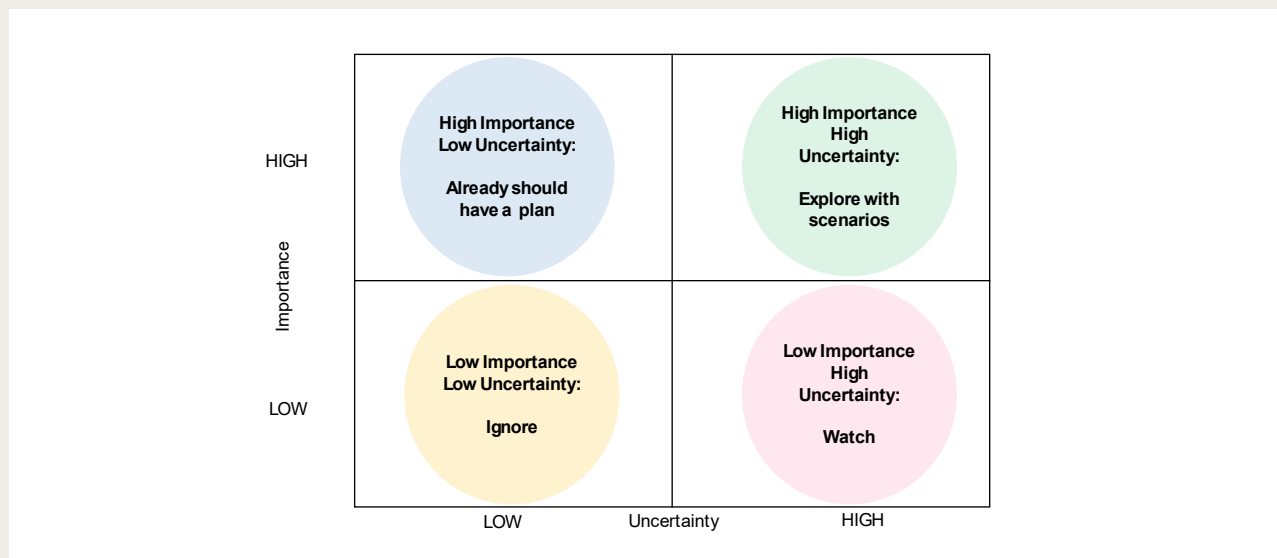 High Importance
Low Uncertainty:
Already should
have a plan
High Importance
High
Uncertainty:
Explore with
scenarios
HIGH
Importance
Low Importance
Low Uncertainty:
Ignore
Low Importance
High
Uncertainty:
Watch
LOW
LOW
Uncertainty
HIGH